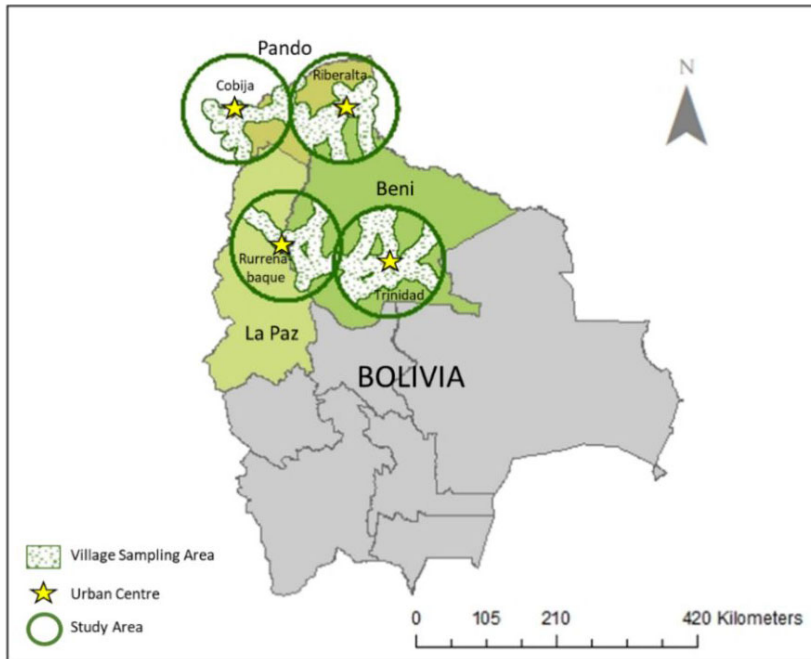 Pando
Cobija
Riberalta
N
Beni
Rurrena
baque
Trinidad
La Paz
BOLIVIA
Village Sampling Area
Urban Centre
Study Area
0 105 210 420 Kilometers